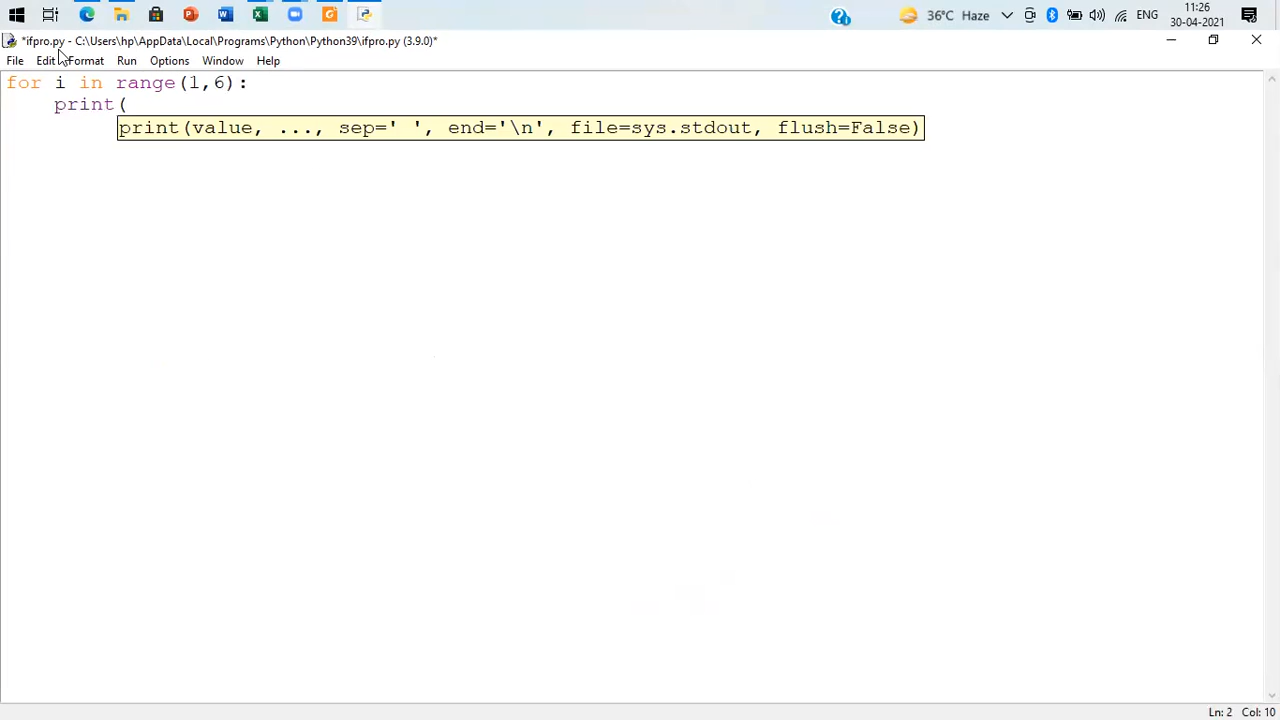 36°C Haze
ENG
11:26
30-04-2021
*ifpro.py - C:\Users\hp\AppData\Local\Programs\Python\Python39\ifpro.py (3.9.0)*
File Edit Format Run Options Window Help
for i in range(1,6):
    print(
print(value, ..., sep=' ', end='\n', file=sys.stdout, flush=False)
Ln: 2 Col: 10